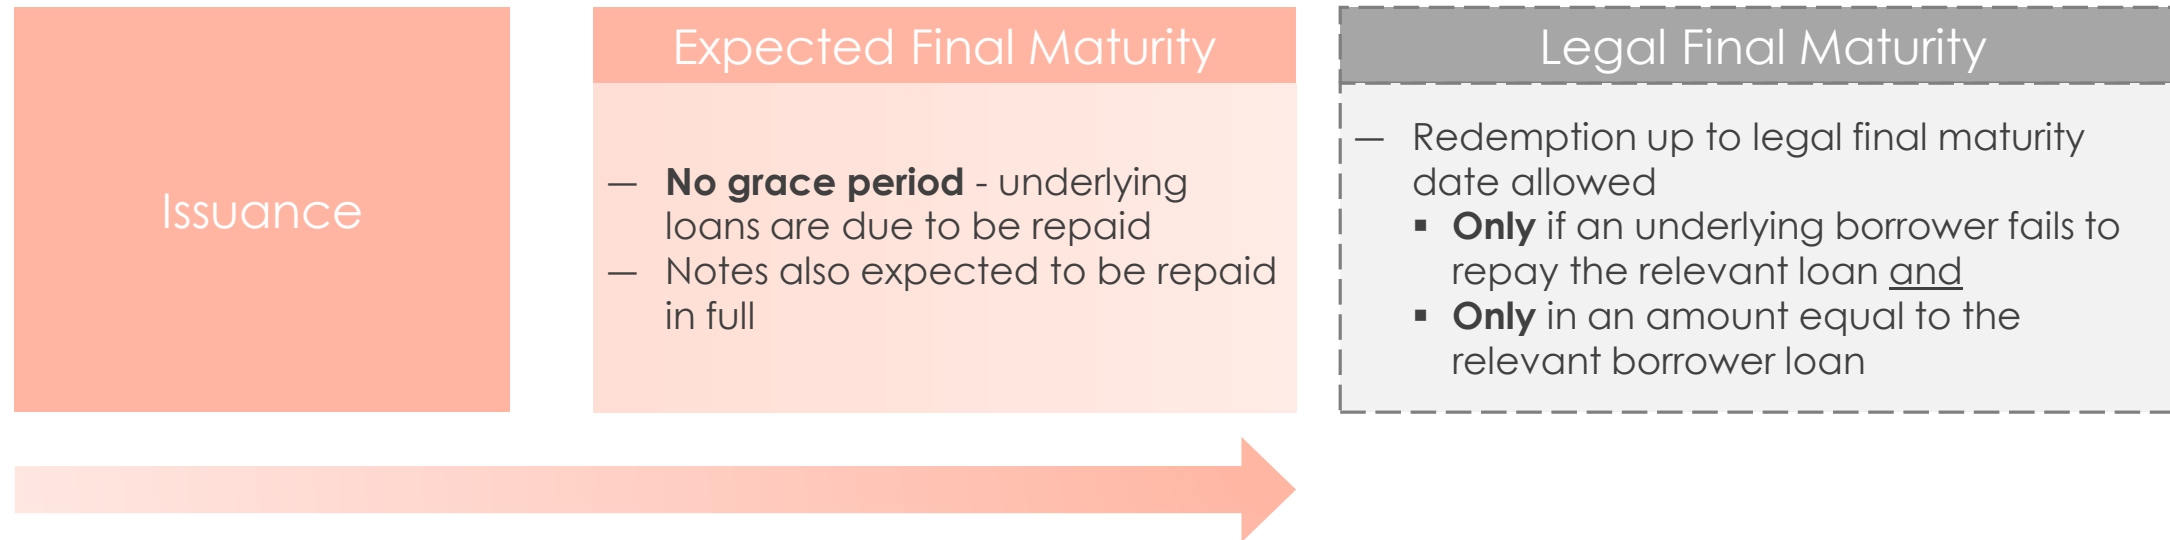 Issuance
Expected Final Maturity
— No grace period - underlying
loans are due to be repaid
— Notes also expected to be repaid
in full
Legal Final Maturity
— Redemption up to legal final maturity
date allowed
▪ Only if an underlying borrower fails to
repay the relevant loan and
▪ Only in an amount equal to the
relevant borrower loan